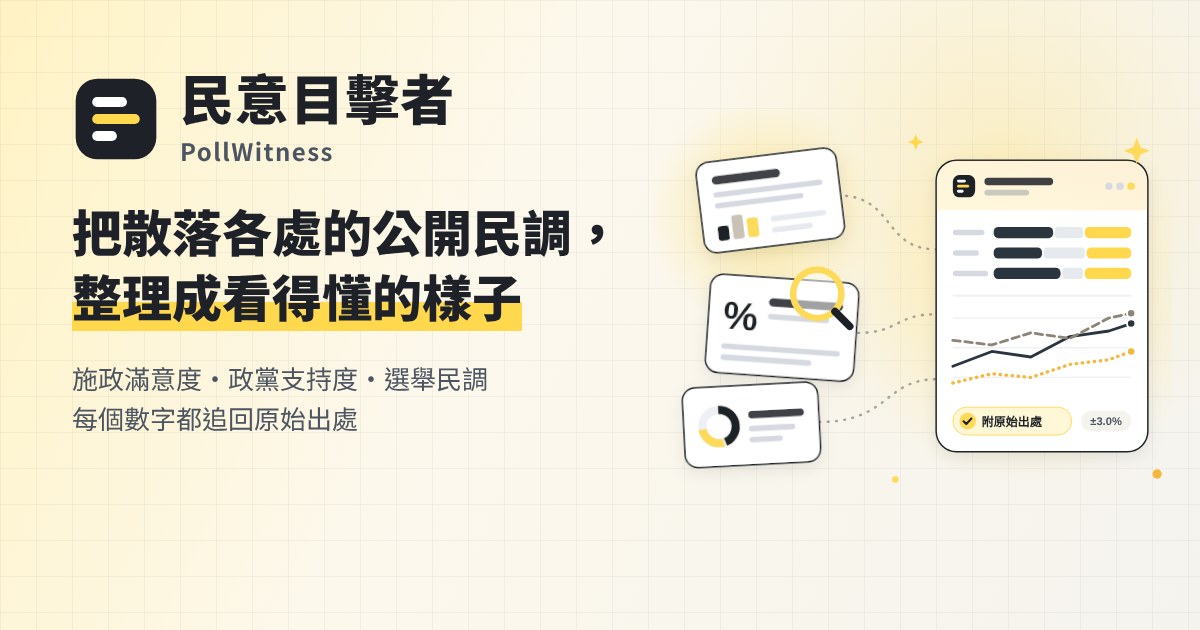 民意目擊者
PollWitness
把散落各處的公開民調，
整理成看得懂的樣子
施政滿意度・政黨支持度・選舉民調
每個數字都追回原始出處
%
附原始出處
±3.0%